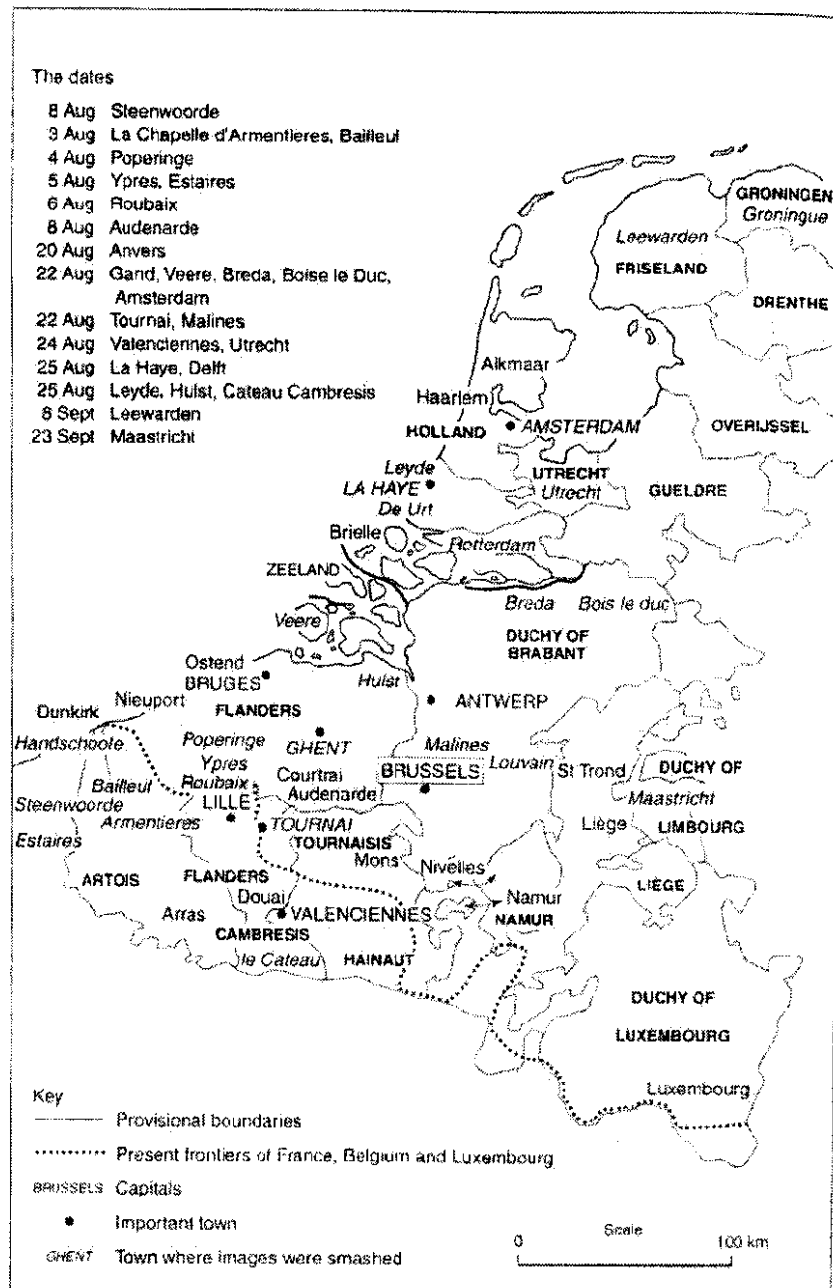 The dates
8 Aug Steenwoorde
3 Aug La Chapelle d'Armentieres, Bailleul
4 Aug Poperinge
5 Aug Ypres, Estaires
6 Aug Roubaix
8 Aug Audenarde
20 Aug Anvers
22 Aug Gand, Veere, Breda, Boise le Duc,
Amsterdam
22 Aug Tournai, Malines
24 Aug Valenciennes, Utrecht
25 Aug La Haye, Delft
25 Aug Leyde, Hulst, Cateau Cambresis
8 Sept Leewarden
23 Sept Maastricht
GRONINGEN
Groningue
Leewarden
FRISELAND
DRENTHE
Alkmaar
Haarlem
AMSTERDAM
HOLLAND
OVERIJSSEL
Leyde
UTRECHT
LA HAYE
Utrecht
GUELDRE
De Urt
Brielle
Rotterdam
ZEELAND
Breda
Bois le duc
Veere
DUCHY OF
BRABANT
Ostend
BRUGES
Hulst
Nieuport
ANTWERP
Dunkirk
FLANDERS
Handschoote
Poperinge
GHENT
Malines
Ypres
Louvain
Bailleul
Roubaix
Courtrai
BRUSSELS
St Trond
DUCHY OF
Steenwoorde
LILLE
Audenarde
Maastricht
Armentieres
TOURNAI
Liège
LIMBOURG
Estaires
TOURNAISIS
Mons
Nivelles
ARTOIS
FLANDERS
LIÈGE
Douai
Namur
Arras
VALENCIENNES
NAMUR
CAMBRESIS
le Cateau
HAINAUT
DUCHY OF
LUXEMBOURG
Luxembourg
Key
Provisional boundaries
Present frontiers of France, Belgium and Luxembourg
BRUSSELS Capitals
Important town
GHENT Town where images were smashed
Scale
0 100 km